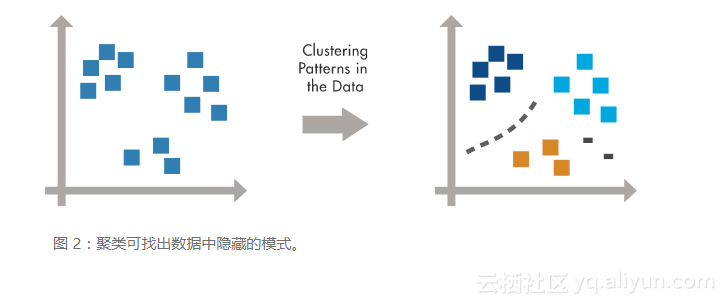 Clustering
Patterns in
the Data
图 2：聚类可找出数据中隐藏的模式。
云栖社区 yq.aliyun.com